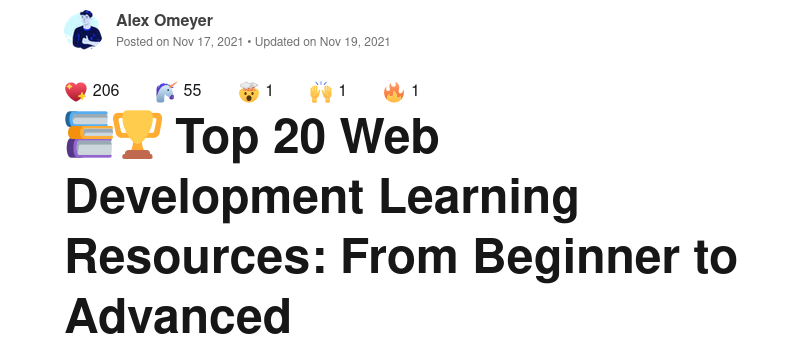 Alex Omeyer
Posted on Nov 17, 2021 • Updated on Nov 19, 2021
💖 206 🦄 55 🤯 1 🙌 1 🔥 1
📚🏆 Top 20 Web
Development Learning
Resources: From Beginner to
Advanced